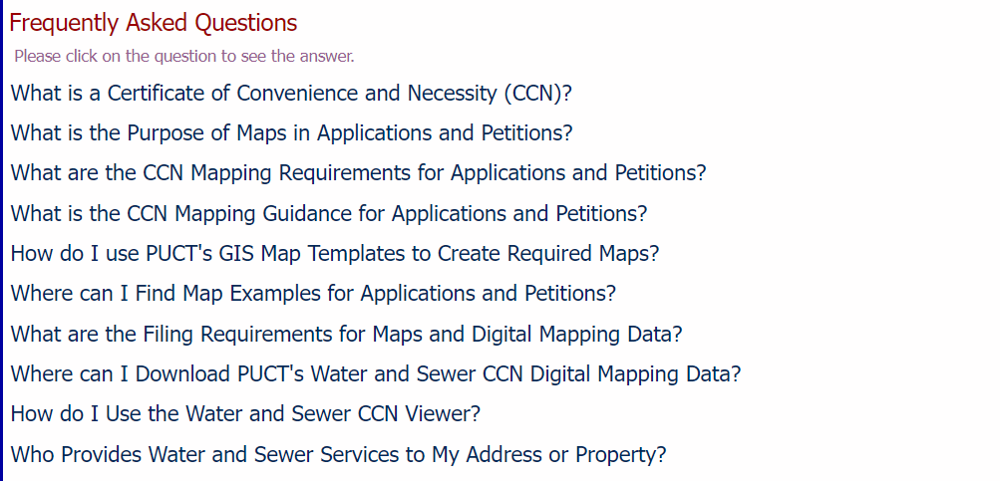 Frequently Asked Questions
Please click on the question to see the answer.
What is a Certificate of Convenience and Necessity (CCN)?
What is the Purpose of Maps in Applications and Petitions?
What are the CCN Mapping Requirements for Applications and Petitions?
What is the CCN Mapping Guidance for Applications and Petitions?
How do I use PUCT's GIS Map Templates to Create Required Maps?
Where can I Find Map Examples for Applications and Petitions?
What are the Filing Requirements for Maps and Digital Mapping Data?
Where can I Download PUCT's Water and Sewer CCN Digital Mapping Data?
How do I Use the Water and Sewer CCN Viewer?
Who Provides Water and Sewer Services to My Address or Property?